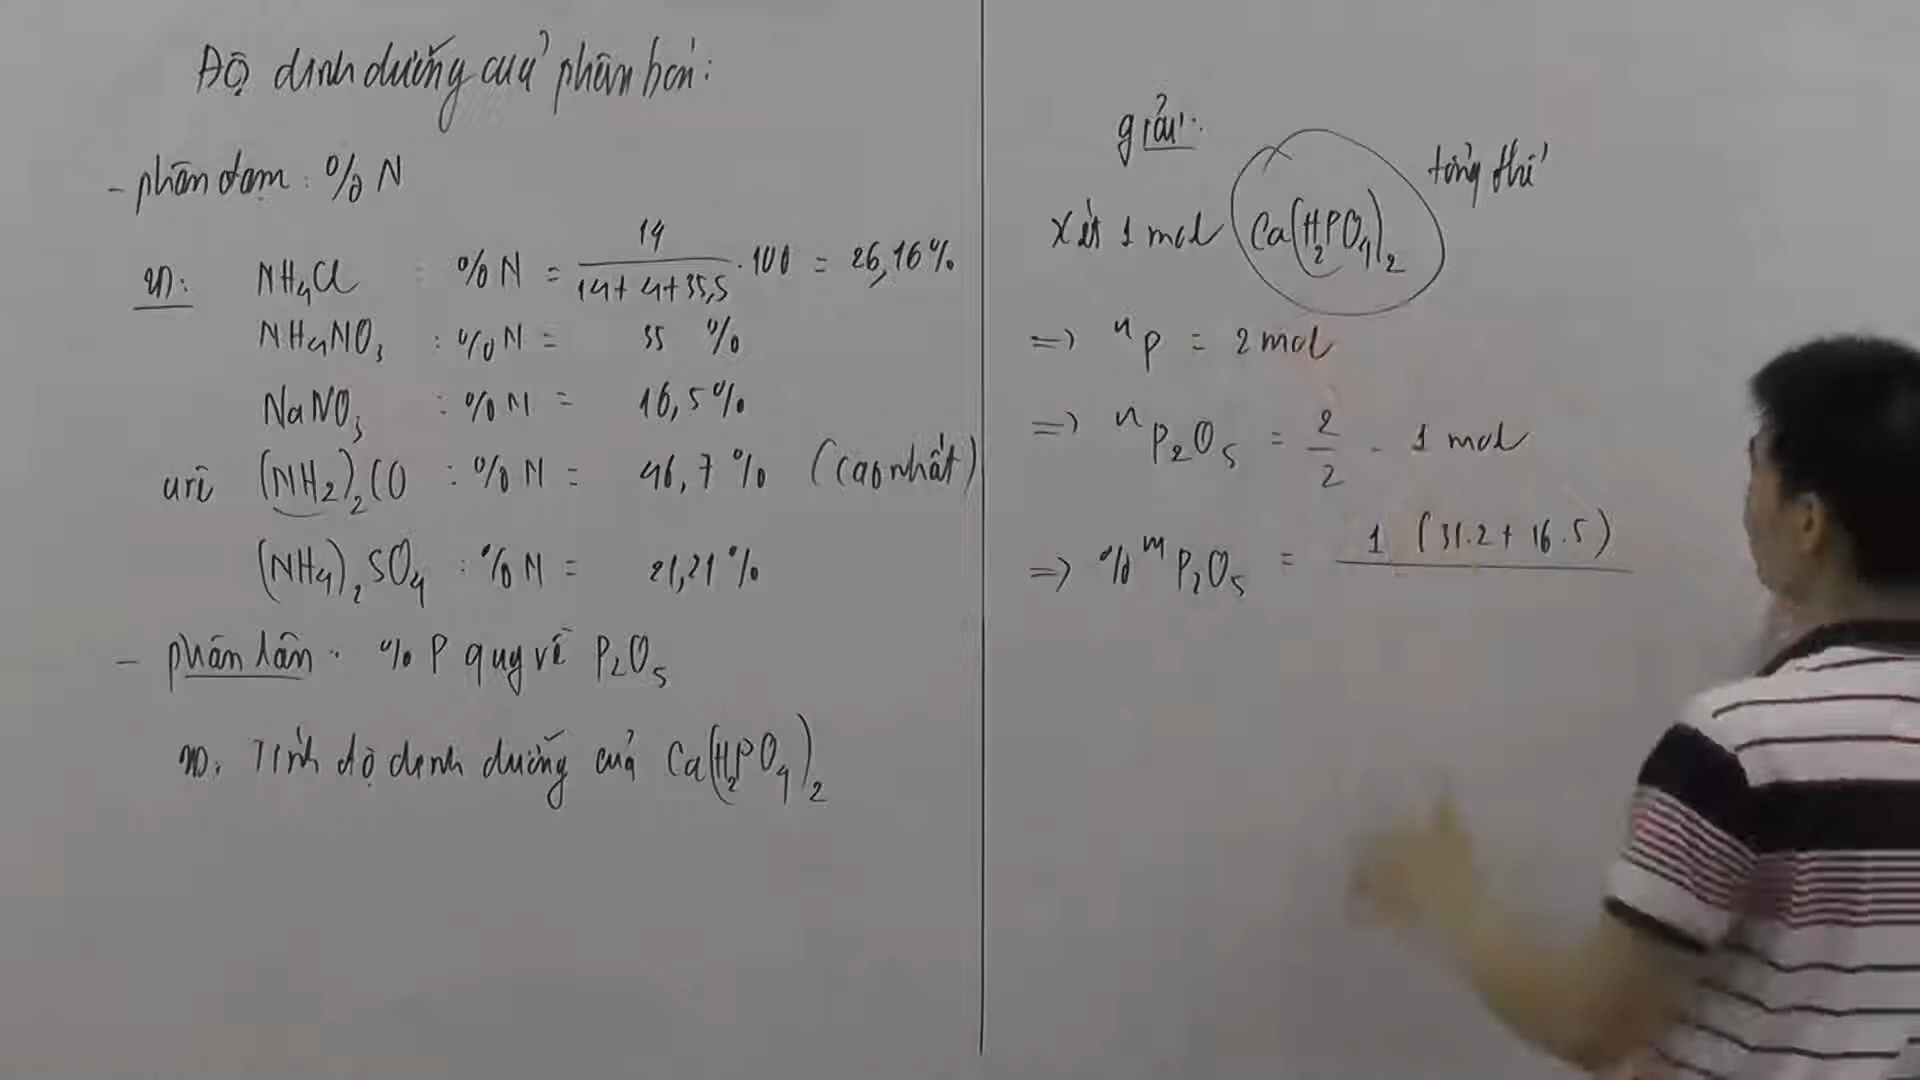 Độ dinh dưỡng của phân bón:
- phân đạm: % N
VD: NH4Cl : % N = 14 / 14+4+35,5 . 100 = 26,16%
NH4NO3 : % N = 35 %
NaNO3 : % N = 16,5%
urê (NH2)2CO : % N = 46,7 % (cao nhất)
(NH4)2SO4 : % N = 21,21 %
- phân lân: % P quy về P2O5
VD: Tính độ dinh dưỡng của Ca(H2PO4)2
giải:
Xét 1 mol Ca(H2PO4)2 tổng thể
=> nP = 2 mol
=> nP2O5 = 2/2 = 1 mol
=> % mP2O5 = 1 (31.2 + 16.5)